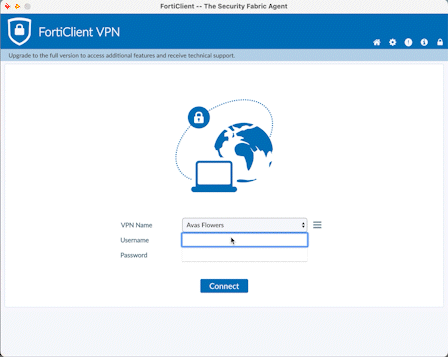 FortiClient -- The Security Fabric Agent
FortiClient VPN
Upgrade to the full version to access additional features and receive technical support.
VPN Name
Avas Flowers
Username
Password
Connect